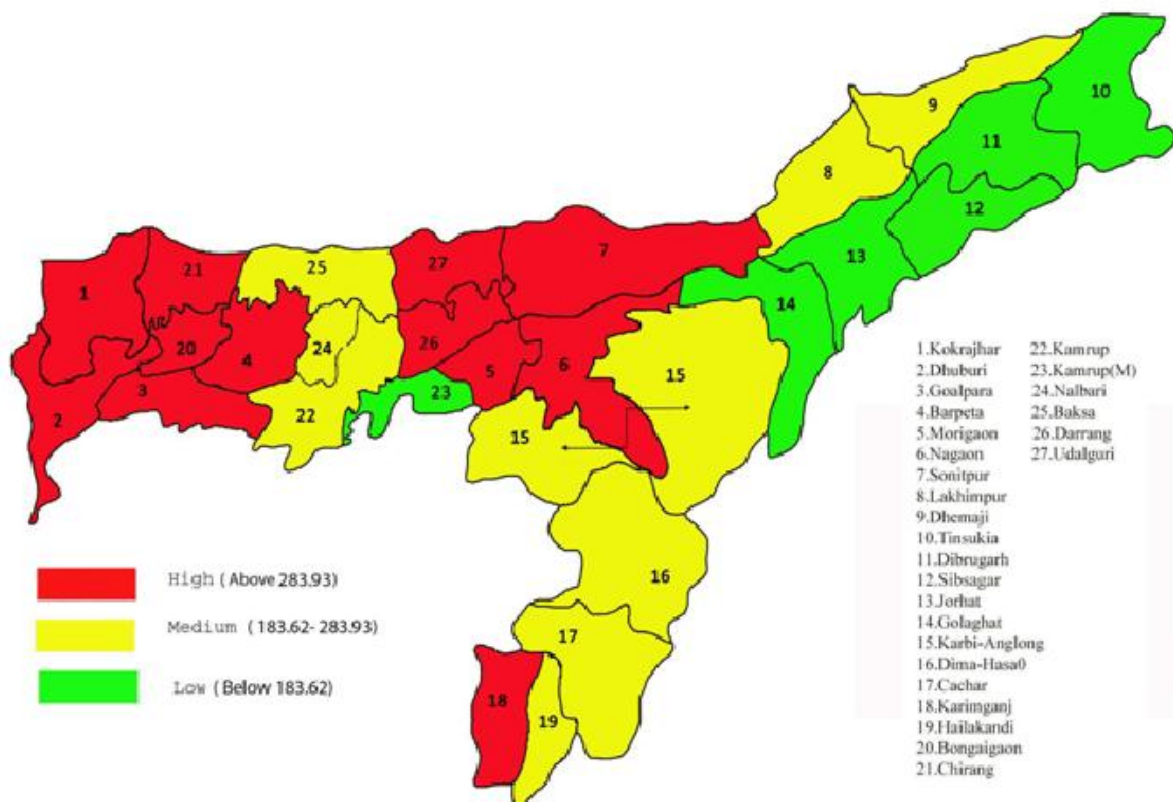 10
9
11
8
12
7
27
13
21
25
1
14
20
4
24
26
5
6
23
3
15
2
22
15
16
17
18
19
High (Above 283.93)
Medium (183.62- 283.93)
Low (Below 183.62)
1.Kokrajhar
2.Dhuburi
3.Goalpara
4.Barpeta
5.Morigaon
6.Nagaon
7.Sonitpur
8.Lakhimpur
9.Dhemaji
10.Tinsukia
11.Dibrugarh
12.Sibsagar
13.Jorhat
14.Golaghat
15.Karbi-Anglong
16.Dima-Hasa0
17.Cachar
18.Karimganj
19.Hailakandi
20.Bongaigaon
21.Chirang
22.Kamrup
23.Kamrup(M)
24.Nalbari
25.Baksa
26.Darrang
27.Udalguri